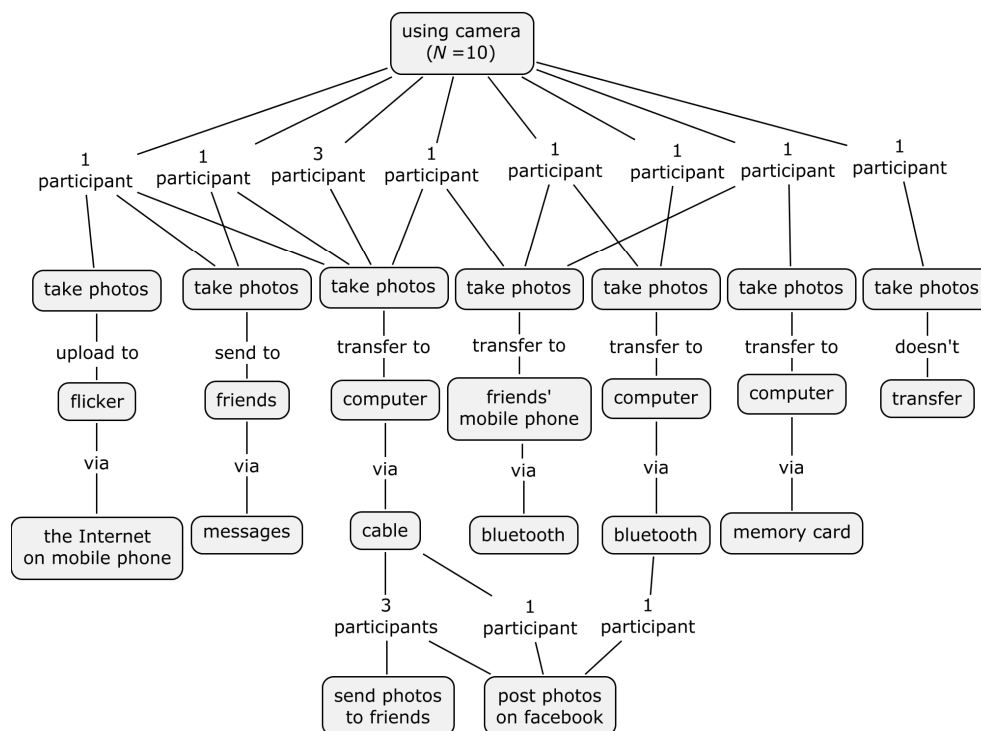 using camera
(N =10)
1
participant
1
participant
3
participant
1
participant
1
participant
1
participant
1
participant
1
participant
take photos
take photos
take photos
take photos
take photos
take photos
take photos
upload to
send to
transfer to
transfer to
transfer to
transfer to
doesn't
flicker
friends
computer
friends'
mobile phone
computer
computer
transfer
via
via
via
via
via
via
the Internet
on mobile phone
messages
cable
bluetooth
bluetooth
memory card
3
participants
1
participant
1
participant
send photos
to friends
post photos
on facebook